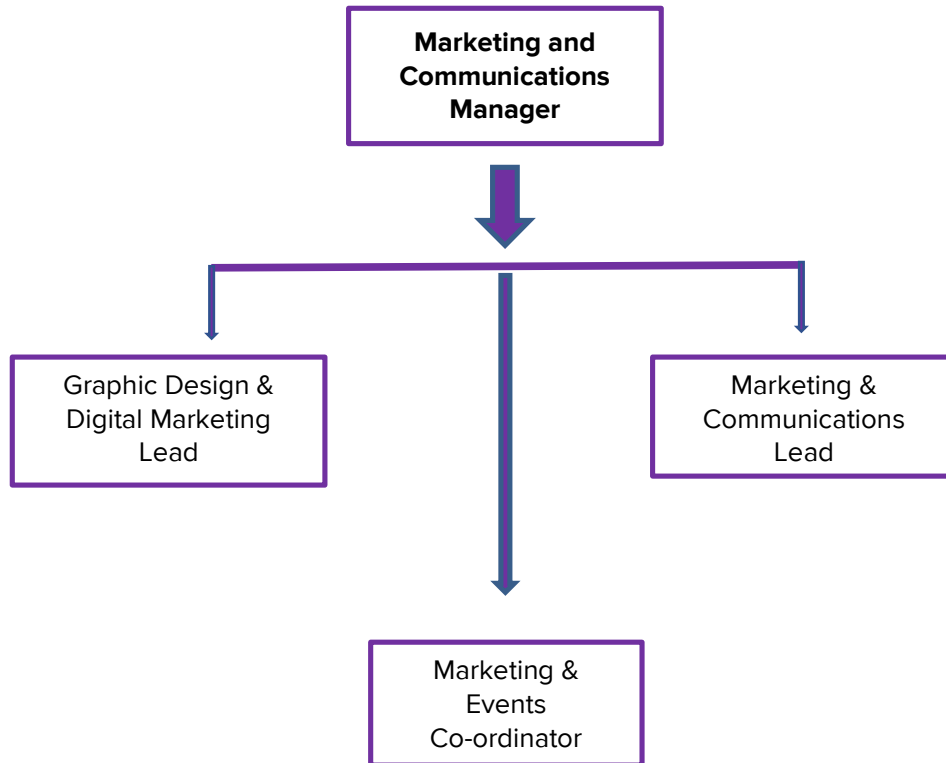 Marketing and
Communications
Manager
Graphic Design &
Digital Marketing
Lead
Marketing &
Communications
Lead
Marketing &
Events
Co-ordinator